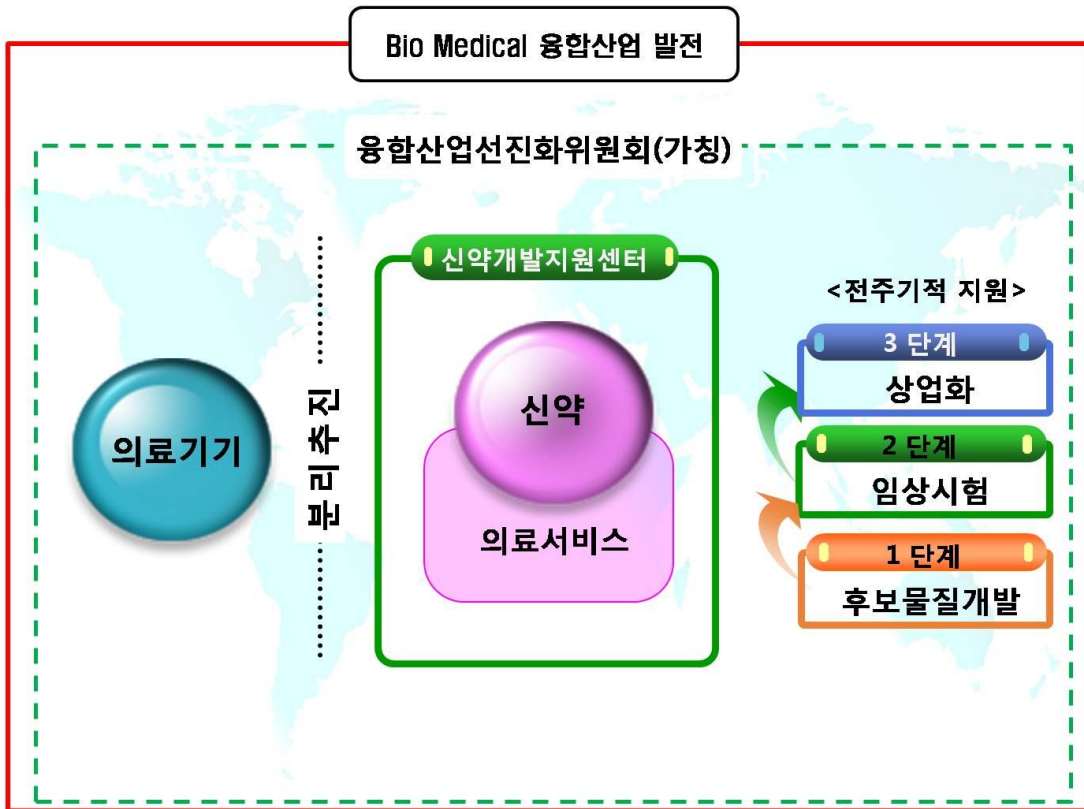 Bio Medical 융합산업 발전
융합산업선진화위원회(가칭)
의료기기
분리추진
신약개발지원센터
신약
의료서비스
<전주기적 지원>
3 단계
상업화
2 단계
임상시험
1 단계
후보물질개발